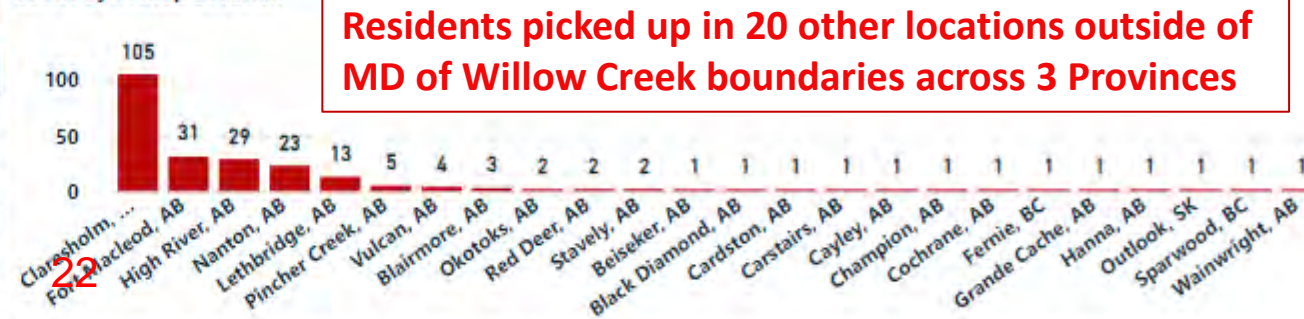 Residents picked up in 20 other locations outside of
MD of Willow Creek boundaries across 3 Provinces
105
100
50
0
31
29
23
13
5
4
3
2
2
2
1
1
1
1
1
1
1
1
1
1
1
1
1
Claresholm, ...
Fort Macleod, AB
High River, AB
Nanton, AB
Lethbridge, AB
Pincher Creek, AB
Vulcan, AB
Blairmore, AB
Okotoks, AB
Red Deer, AB
Stavely, AB
Beiseker, AB
Black Diamond, AB
Cardston, AB
Carstairs, AB
Cayley, AB
Champion, AB
Cochrane, AB
Fernie, BC
Grande Cache, AB
Hanna, AB
Outlook, SK
Sparwood, BC
Wainwright, AB
22